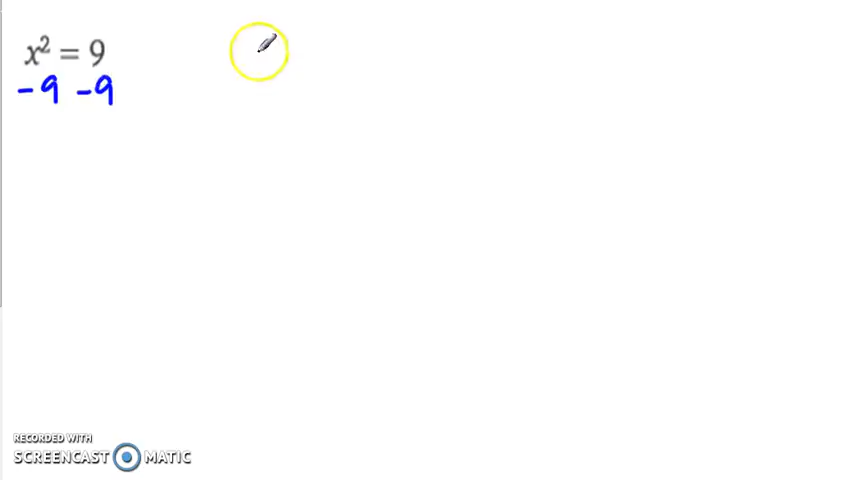 x² = 9
-9 -9
RECORDED WITH
SCREENCAST MATIC